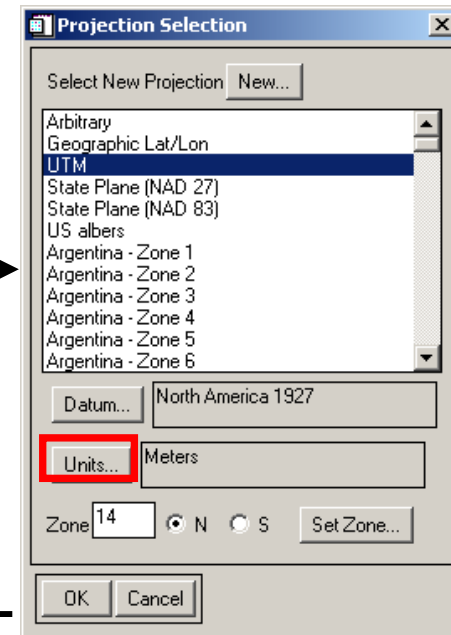 Projection Selection
Select New Projection New...
Arbitrary
Geographic Lat/Lon
UTM
State Plane (NAD 27)
State Plane (NAD 83)
US albers
Argentina - Zone 1
Argentina - Zone 2
Argentina - Zone 3
Argentina - Zone 4
Argentina - Zone 5
Argentina - Zone 6
Datum... North America 1927
Units... Meters
Zone 14 N S Set Zone...
OK Cancel